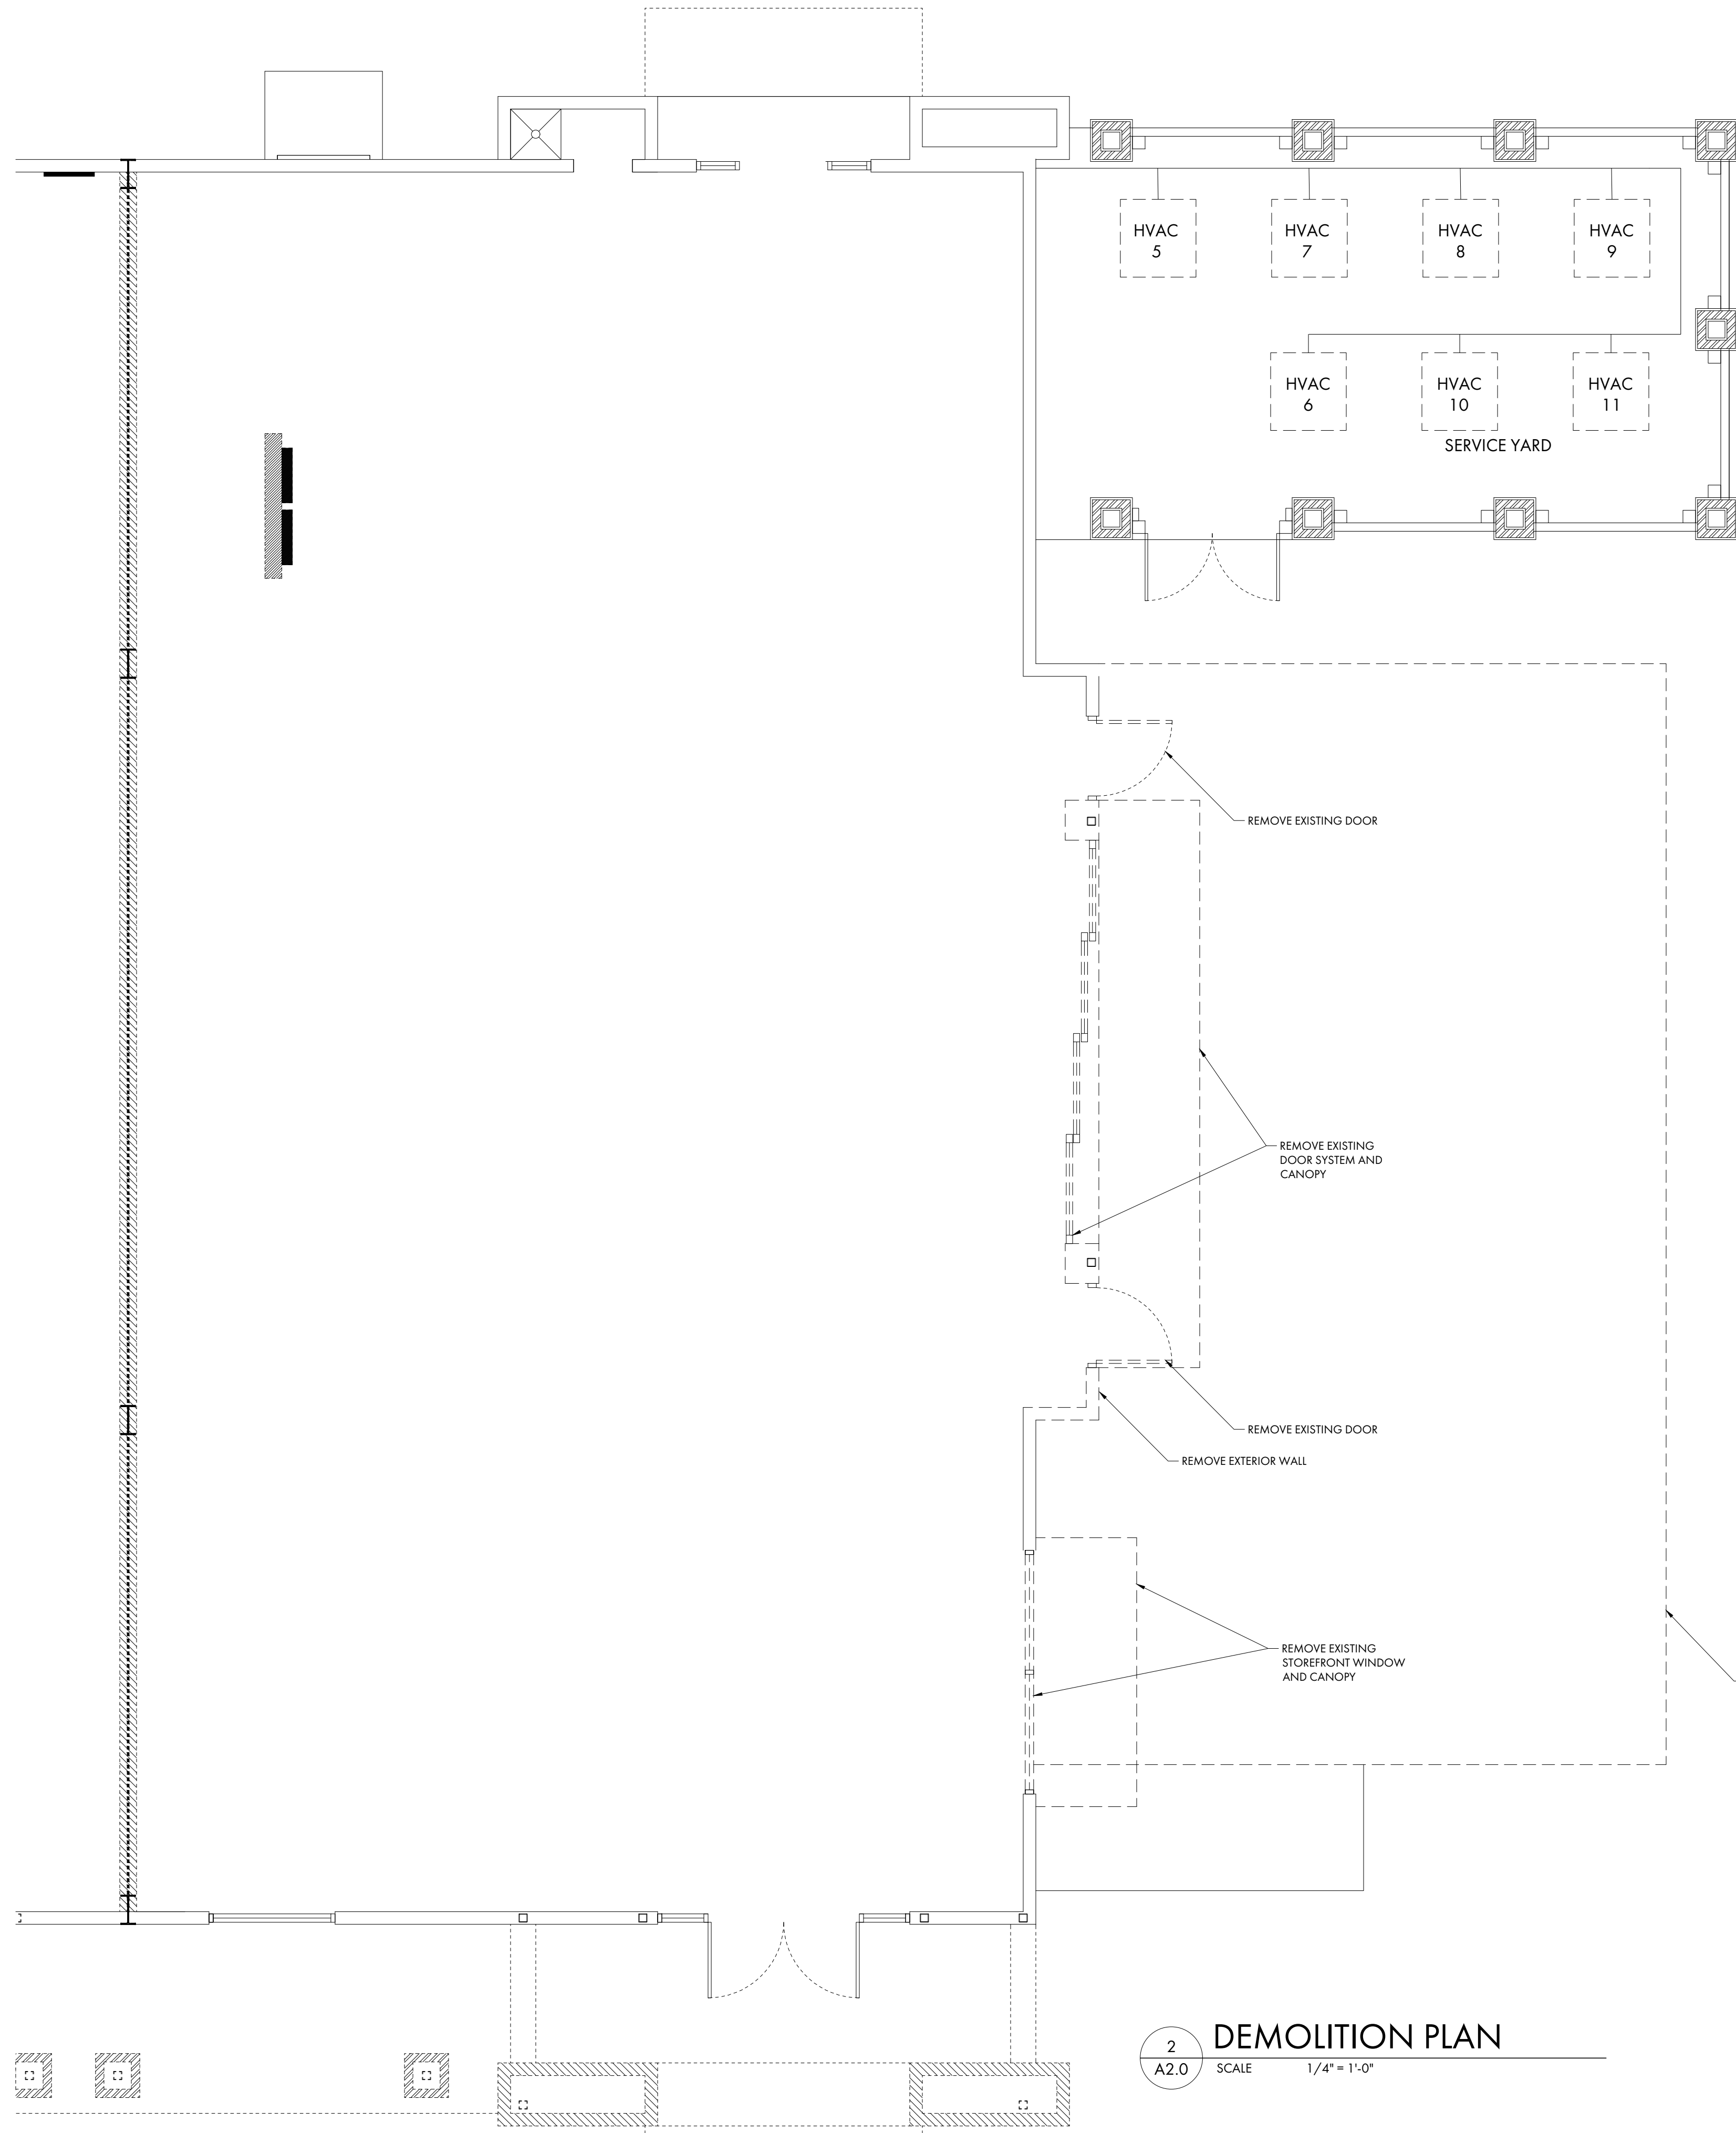 HVAC
5
HVAC
7
HVAC
8
HVAC
9
HVAC
6
HVAC
10
HVAC
11
SERVICE YARD
REMOVE EXISTING DOOR
REMOVE EXISTING
DOOR SYSTEM AND
CANOPY
REMOVE EXISTING DOOR
REMOVE EXTERIOR WALL
REMOVE EXISTING
STOREFRONT WINDOW
AND CANOPY
2
A2.0
DEMOLITION PLAN
SCALE 1/4" = 1'-0"